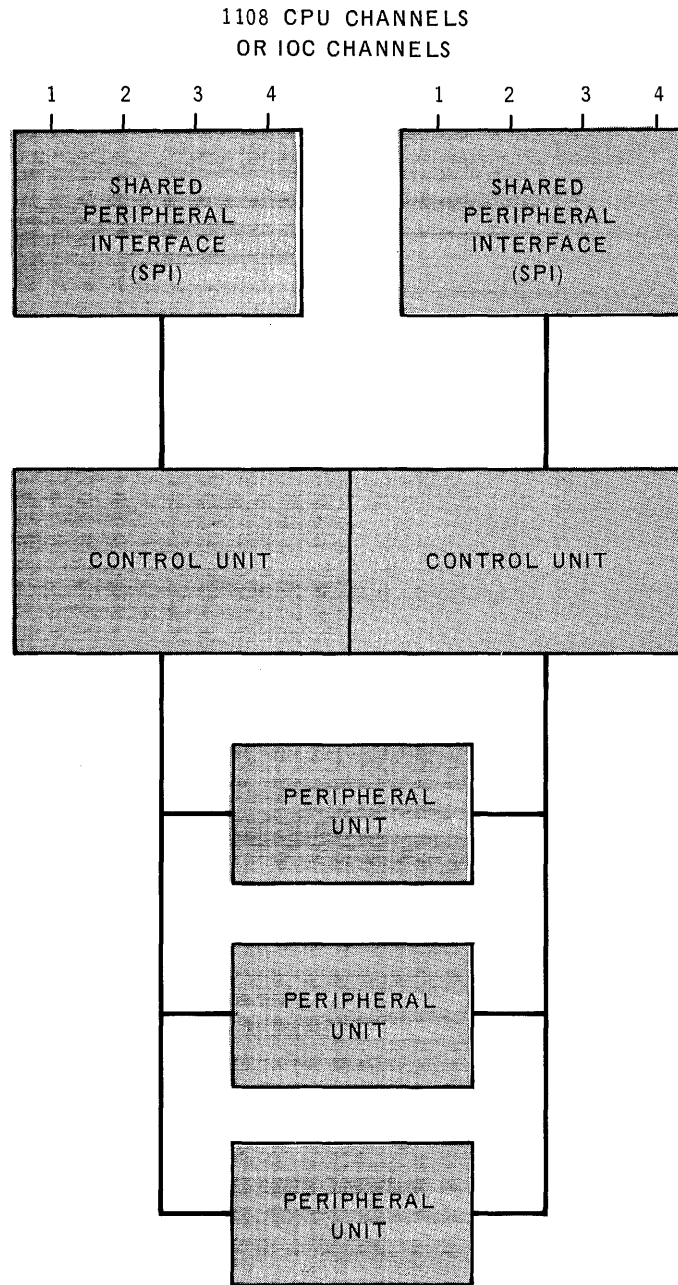 1108 CPU CHANNELS
OR IOC CHANNELS
1 2 3 4 1 2 3 4
SHARED
PERIPHERAL
INTERFACE
(SPI)
SHARED
PERIPHERAL
INTERFACE
(SPI)
CONTROL UNIT
CONTROL UNIT
PERIPHERAL
UNIT
PERIPHERAL
UNIT
PERIPHERAL
UNIT